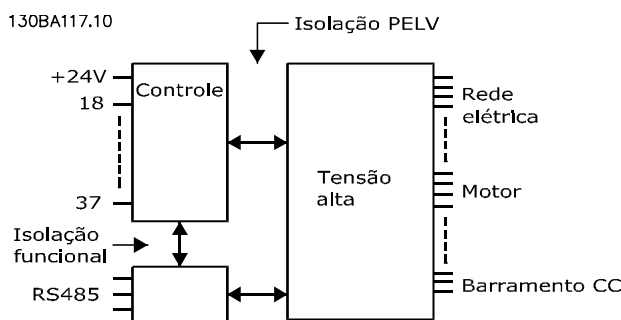 130BA117.10
Isolação PELV
+24V
18
37
Controle
Tensão
alta
Rede
elétrica
Motor
Barramento CC
Isolação
funcional
RS485